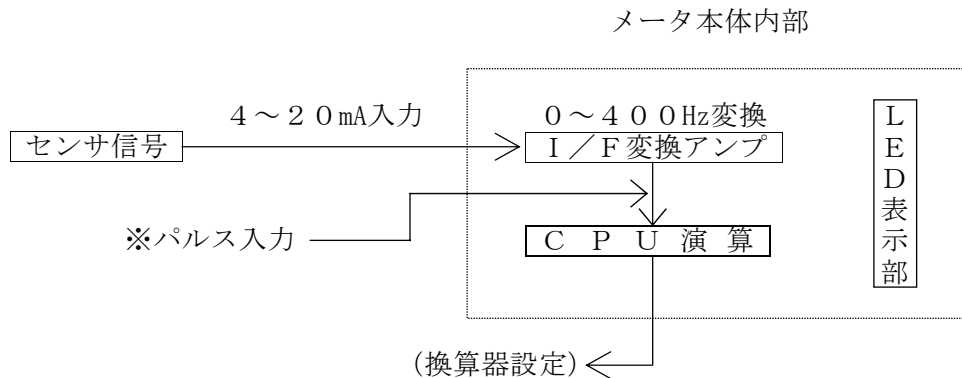 メータ本体内部
４～２０mA入力
０～４００Hz変換
センサ信号
Ｉ／Ｆ変換アンプ
※パルス入力
ＣＰＵ演算
ＬＥＤ表示部
(換算器設定)